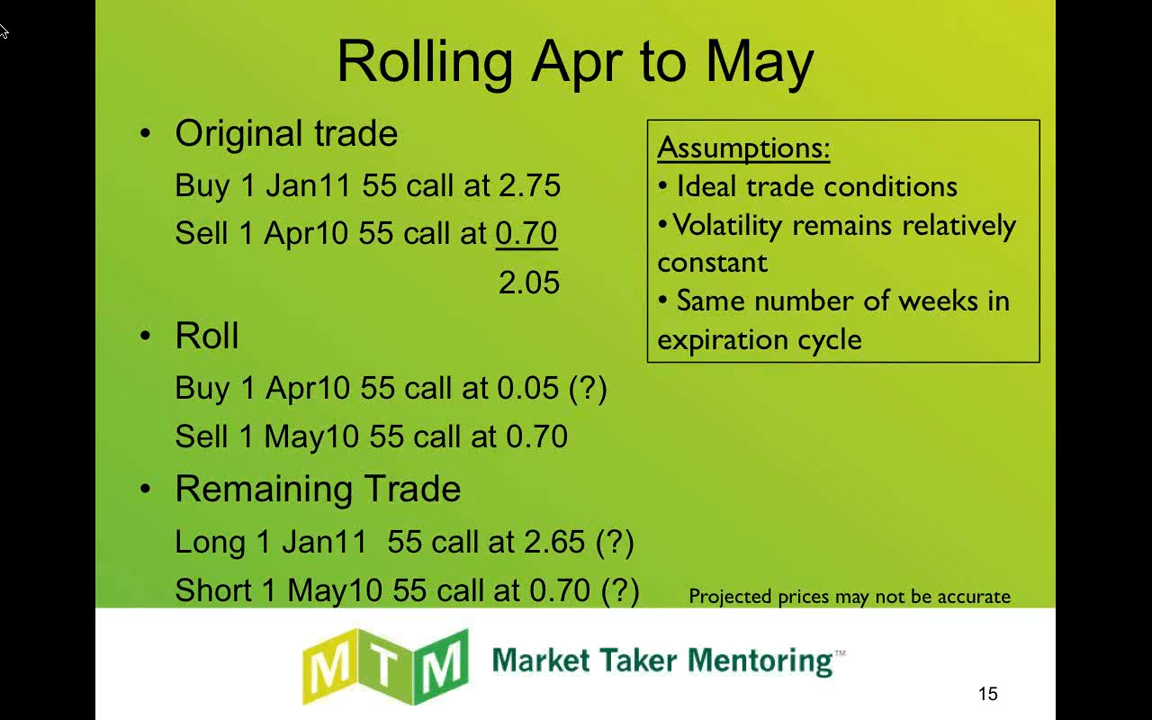 Rolling Apr to May
• Original trade
Buy 1 Jan11 55 call at 2.75
Sell 1 Apr10 55 call at 0.70
2.05
• Roll
Buy 1 Apr10 55 call at 0.05 (?)
Sell 1 May10 55 call at 0.70
• Remaining Trade
Long 1 Jan11  55 call at 2.65 (?)
Short 1 May10 55 call at 0.70 (?)
Assumptions:
• Ideal trade conditions
• Volatility remains relatively
constant
• Same number of weeks in
expiration cycle
Projected prices may not be accurate
MTM Market Taker Mentoring™
15